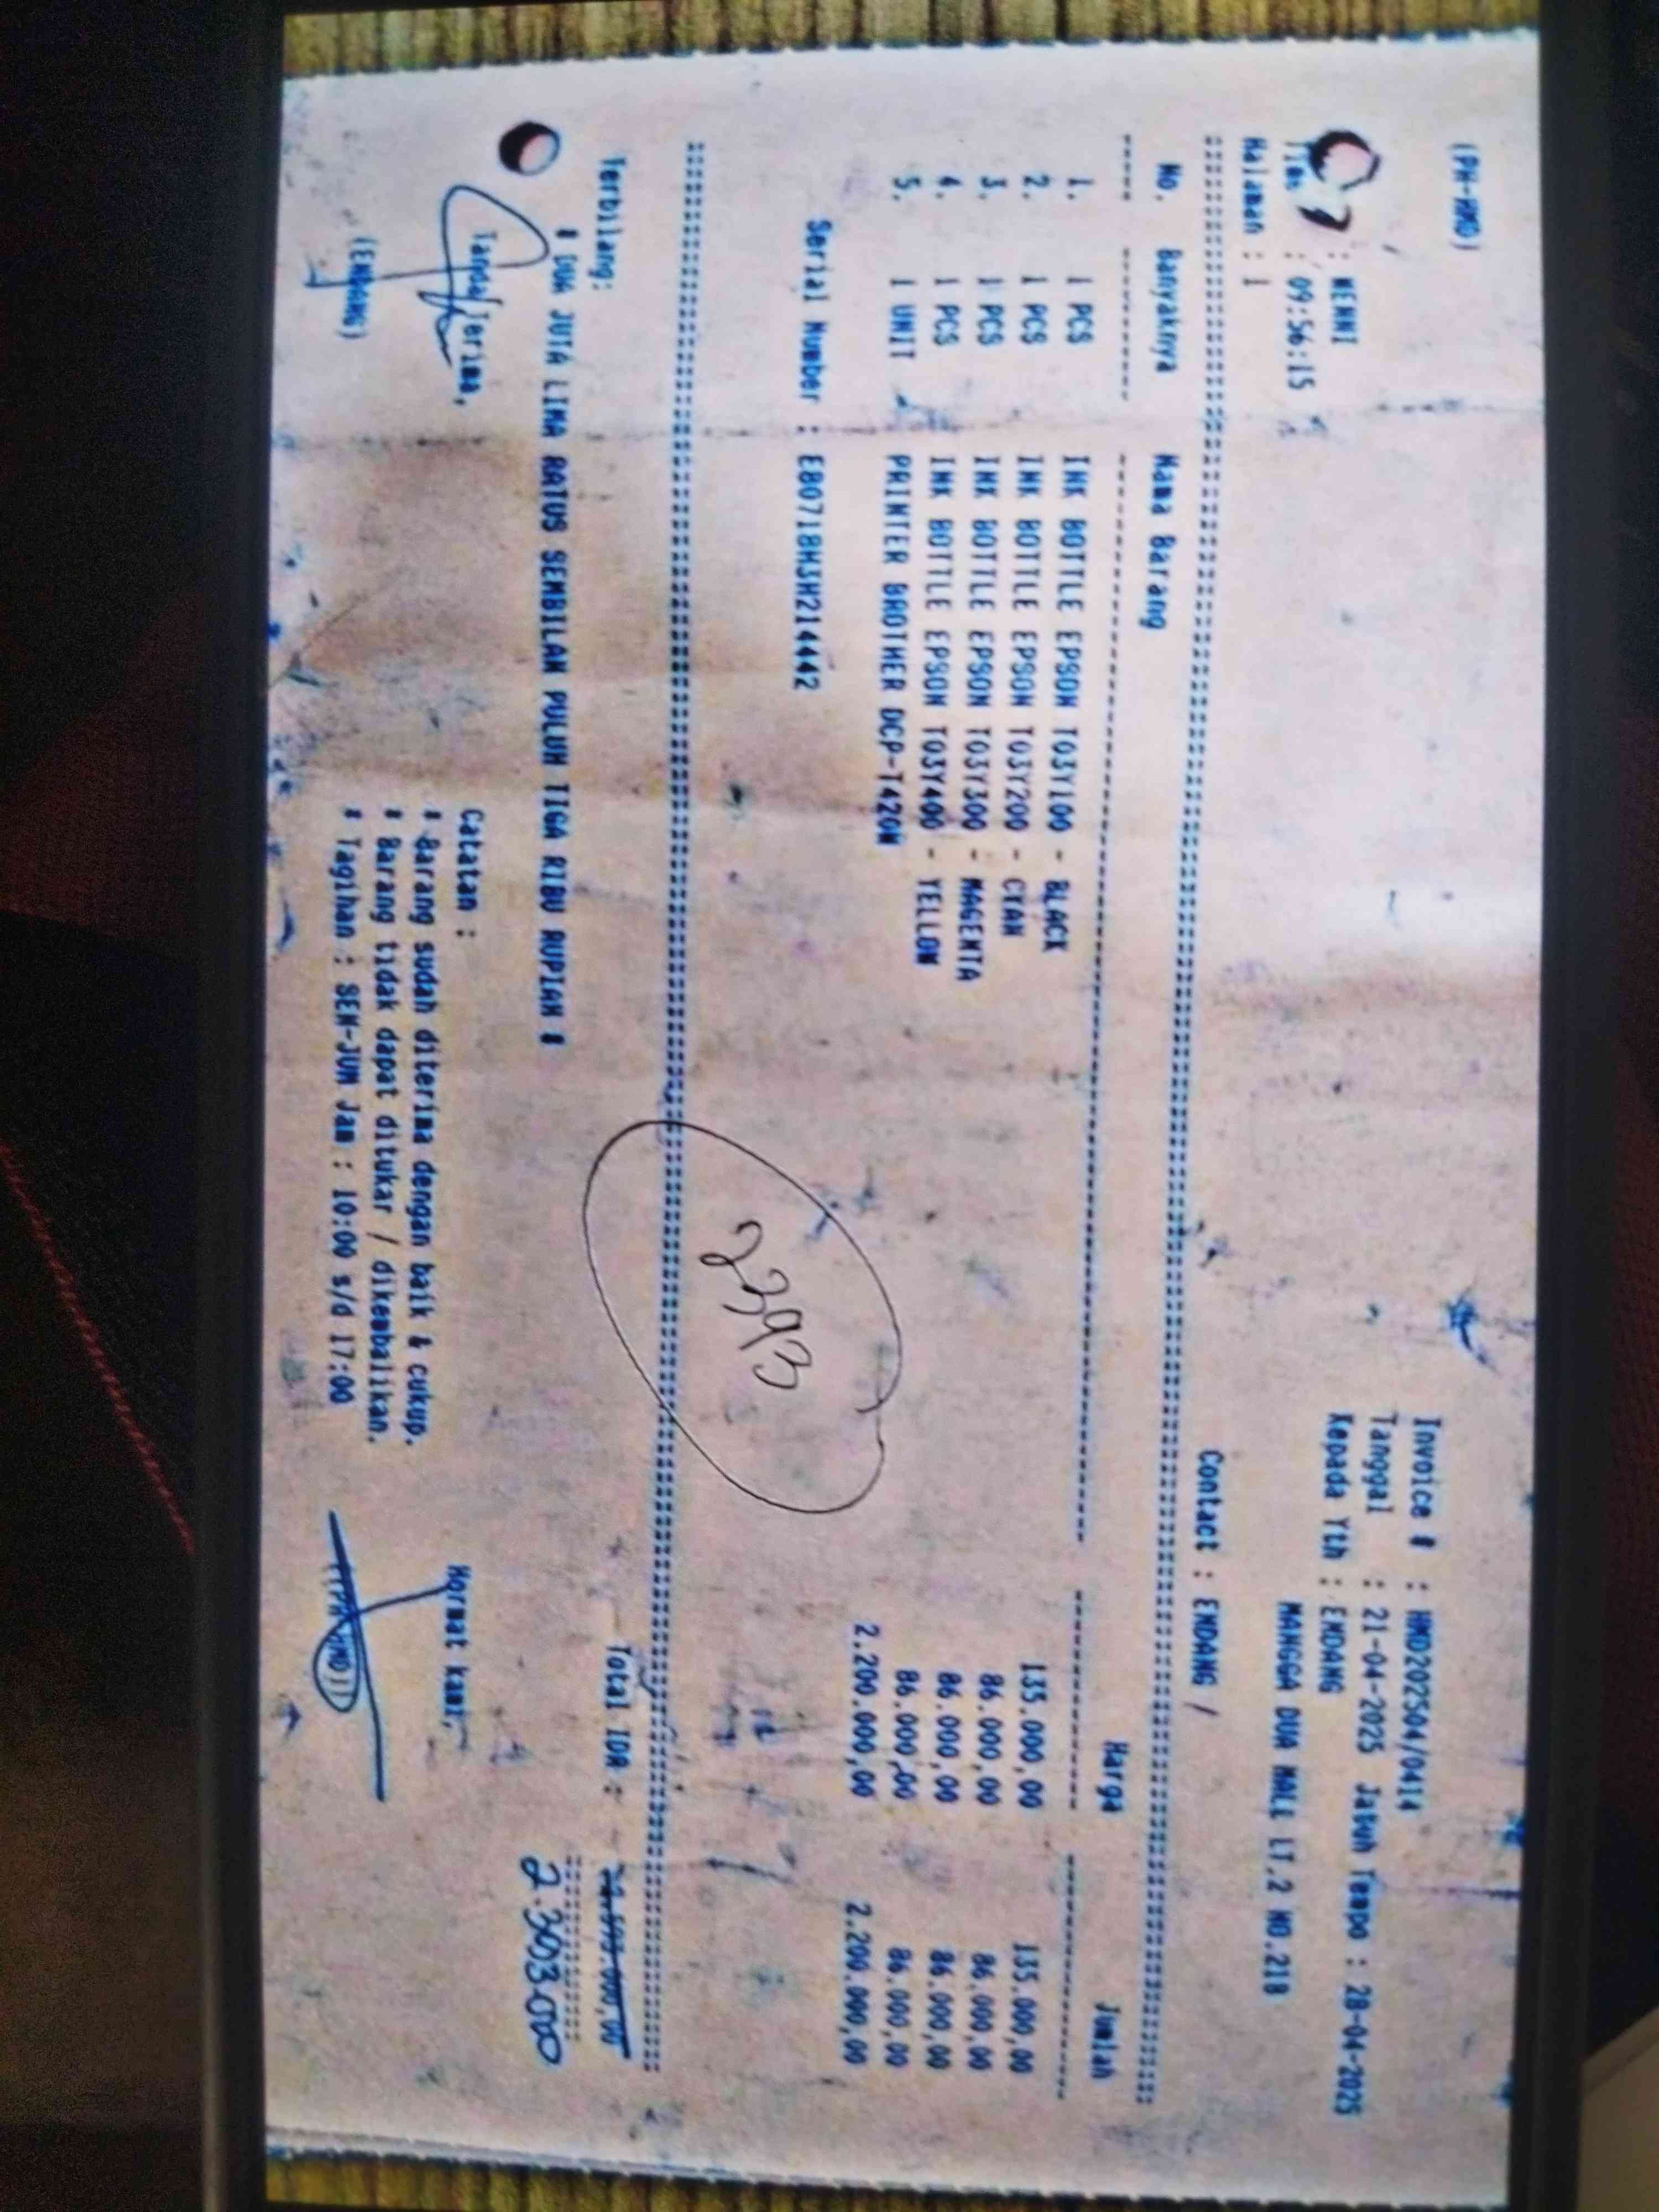 (PH-HMD)
: WENNI
: 09:56:15
Halaman : 1
Invoice # : HMD202504/0414
Tanggal : 21-04-2025 Jatuh Tempo : 28-04-2025
Kepada Yth : ENDANG
MANGGA DUA MALL LT.2 NO.21B
Contact : ENDANG /
No. Banyaknya Nama Barang Harga Jumlah
1. 1 PCS INK BOTTLE EPSON T03Y100 - BLACK 135.000,00 135.000,00
2. 1 PCS INK BOTTLE EPSON T03Y200 - CYAN 86.000,00 86.000,00
3. 1 PCS INK BOTTLE EPSON T03Y300 - MAGENTA 86.000,00 86.000,00
4. 1 PCS INK BOTTLE EPSON T03Y400 - YELLOW 86.000,00 86.000,00
5. 1 UNIT PRINTER BROTHER DCP-T420W 2.200.000,00 2.200.000,00
Serial Number : E80718H3H214442
Total IDR :
2.303.000
Terbilang:
# DUA JUTA LIMA RATUS SEMBILAN PULUH TIGA RIBU RUPIAH #
Tanda Terima,
(ENDANG)
Catatan :
# Barang sudah diterima dengan baik & cukup.
# Barang tidak dapat ditukar / dikembalikan.
# Tagihan : SEN-JUM Jam : 10:00 s/d 17:00
Hormat kami,